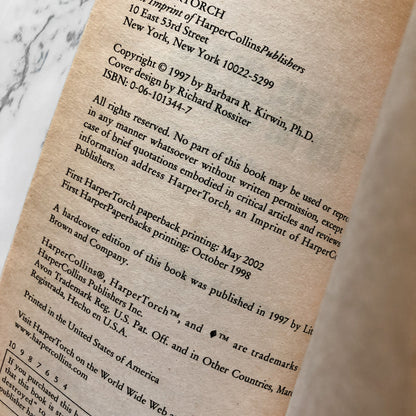 TORCH
Imprint of HarperCollinsPublishers
10 East 53rd Street
New York, New York 10022-5299
Copyright © 1997 by Barbara R. Kirwin, Ph.D.
Cover design by Richard Rossiter
ISBN: 0-06-101344-7
All rights reserved. No part of this book may be used or repr
in any manner whatsoever without written permission, except
case of brief quotations embodied in critical articles and reviews
information address HarperTorch, an Imprint of HarperCo
Publishers.
First HarperTorch paperback printing: May 2002
First HarperPaperbacks printing: October 1998
A hardcover edition of this book was published in 1997 by Lit
Brown and Company.
HarperCollins®, HarperTorch™, and ♦™ are trademarks
HarperCollins Publishers Inc.
Avon Trademark Reg. U.S. Pat. Off. and in Other Countries, Marc
Registrada, Hecho en U.S.A.
Printed in the United States of America
Visit HarperTorch on the World Wide Web at
www.harpercollins.com
10 9 8 7 6 5 4
If you purchased this b
that this book is s
destroyed" to
publisher h